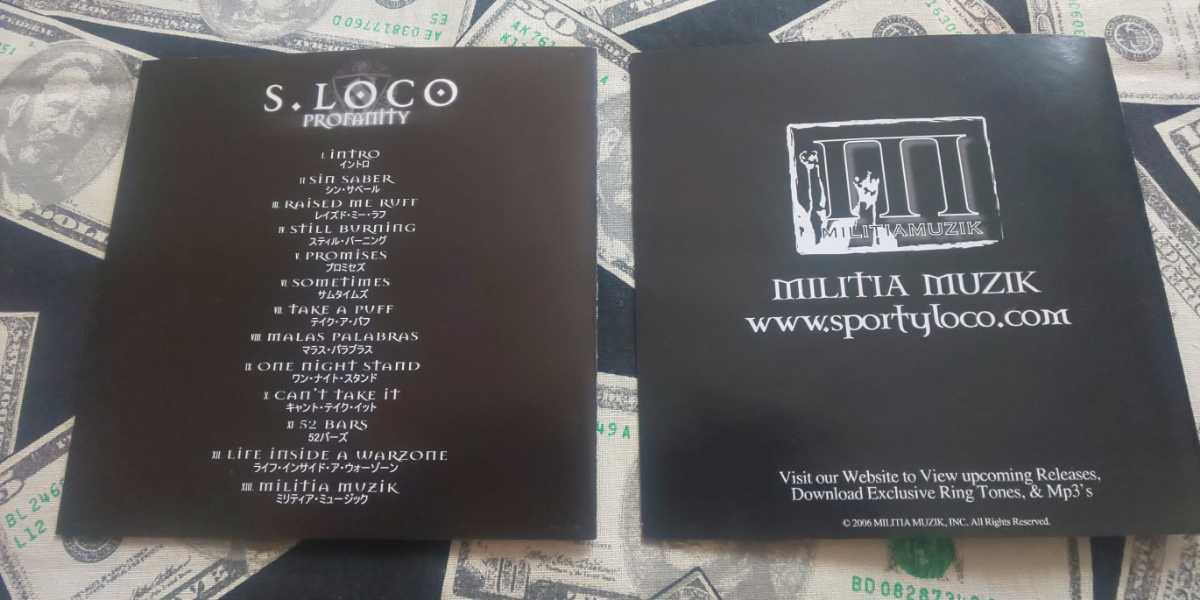 S. LOCO
PROFANITY
I. INTRO
イントロ
II SIN SABER
シン・サベール
III. RAISED ME RUFF
レイズド・ミー・ラフ
IV STILL BURNING
スティル・バーニング
V. PROMISES
プロミセズ
VI. SOMETIMES
サムタイムズ
VII. TAKE A PUFF
テイク・ア・パフ
VIII. MALAS PALABRAS
マラス・パラブラス
IX ONE NIGHT STAND
ワン・ナイト・スタンド
X CAN'T TAKE IT
キャント・テイク・イット
XI 52 BARS
52バーズ
XII LIFE INSIDE A WARZONE
ライフ・インサイド・ア・ウォーゾーン
XIII. MILITIA MUZIK
ミリティア・ミュージック
MILITIAMUZIK
MILITIA MUZIK
www.sportyloco.com
Visit our Website to View upcoming Releases,
Download Exclusive Ring Tones, & Mp3's
© 2006 MILITIA MUZIK, INC. All Rights Reserved.
AE03817760D
E5
AK761
BL2468
L12
49A